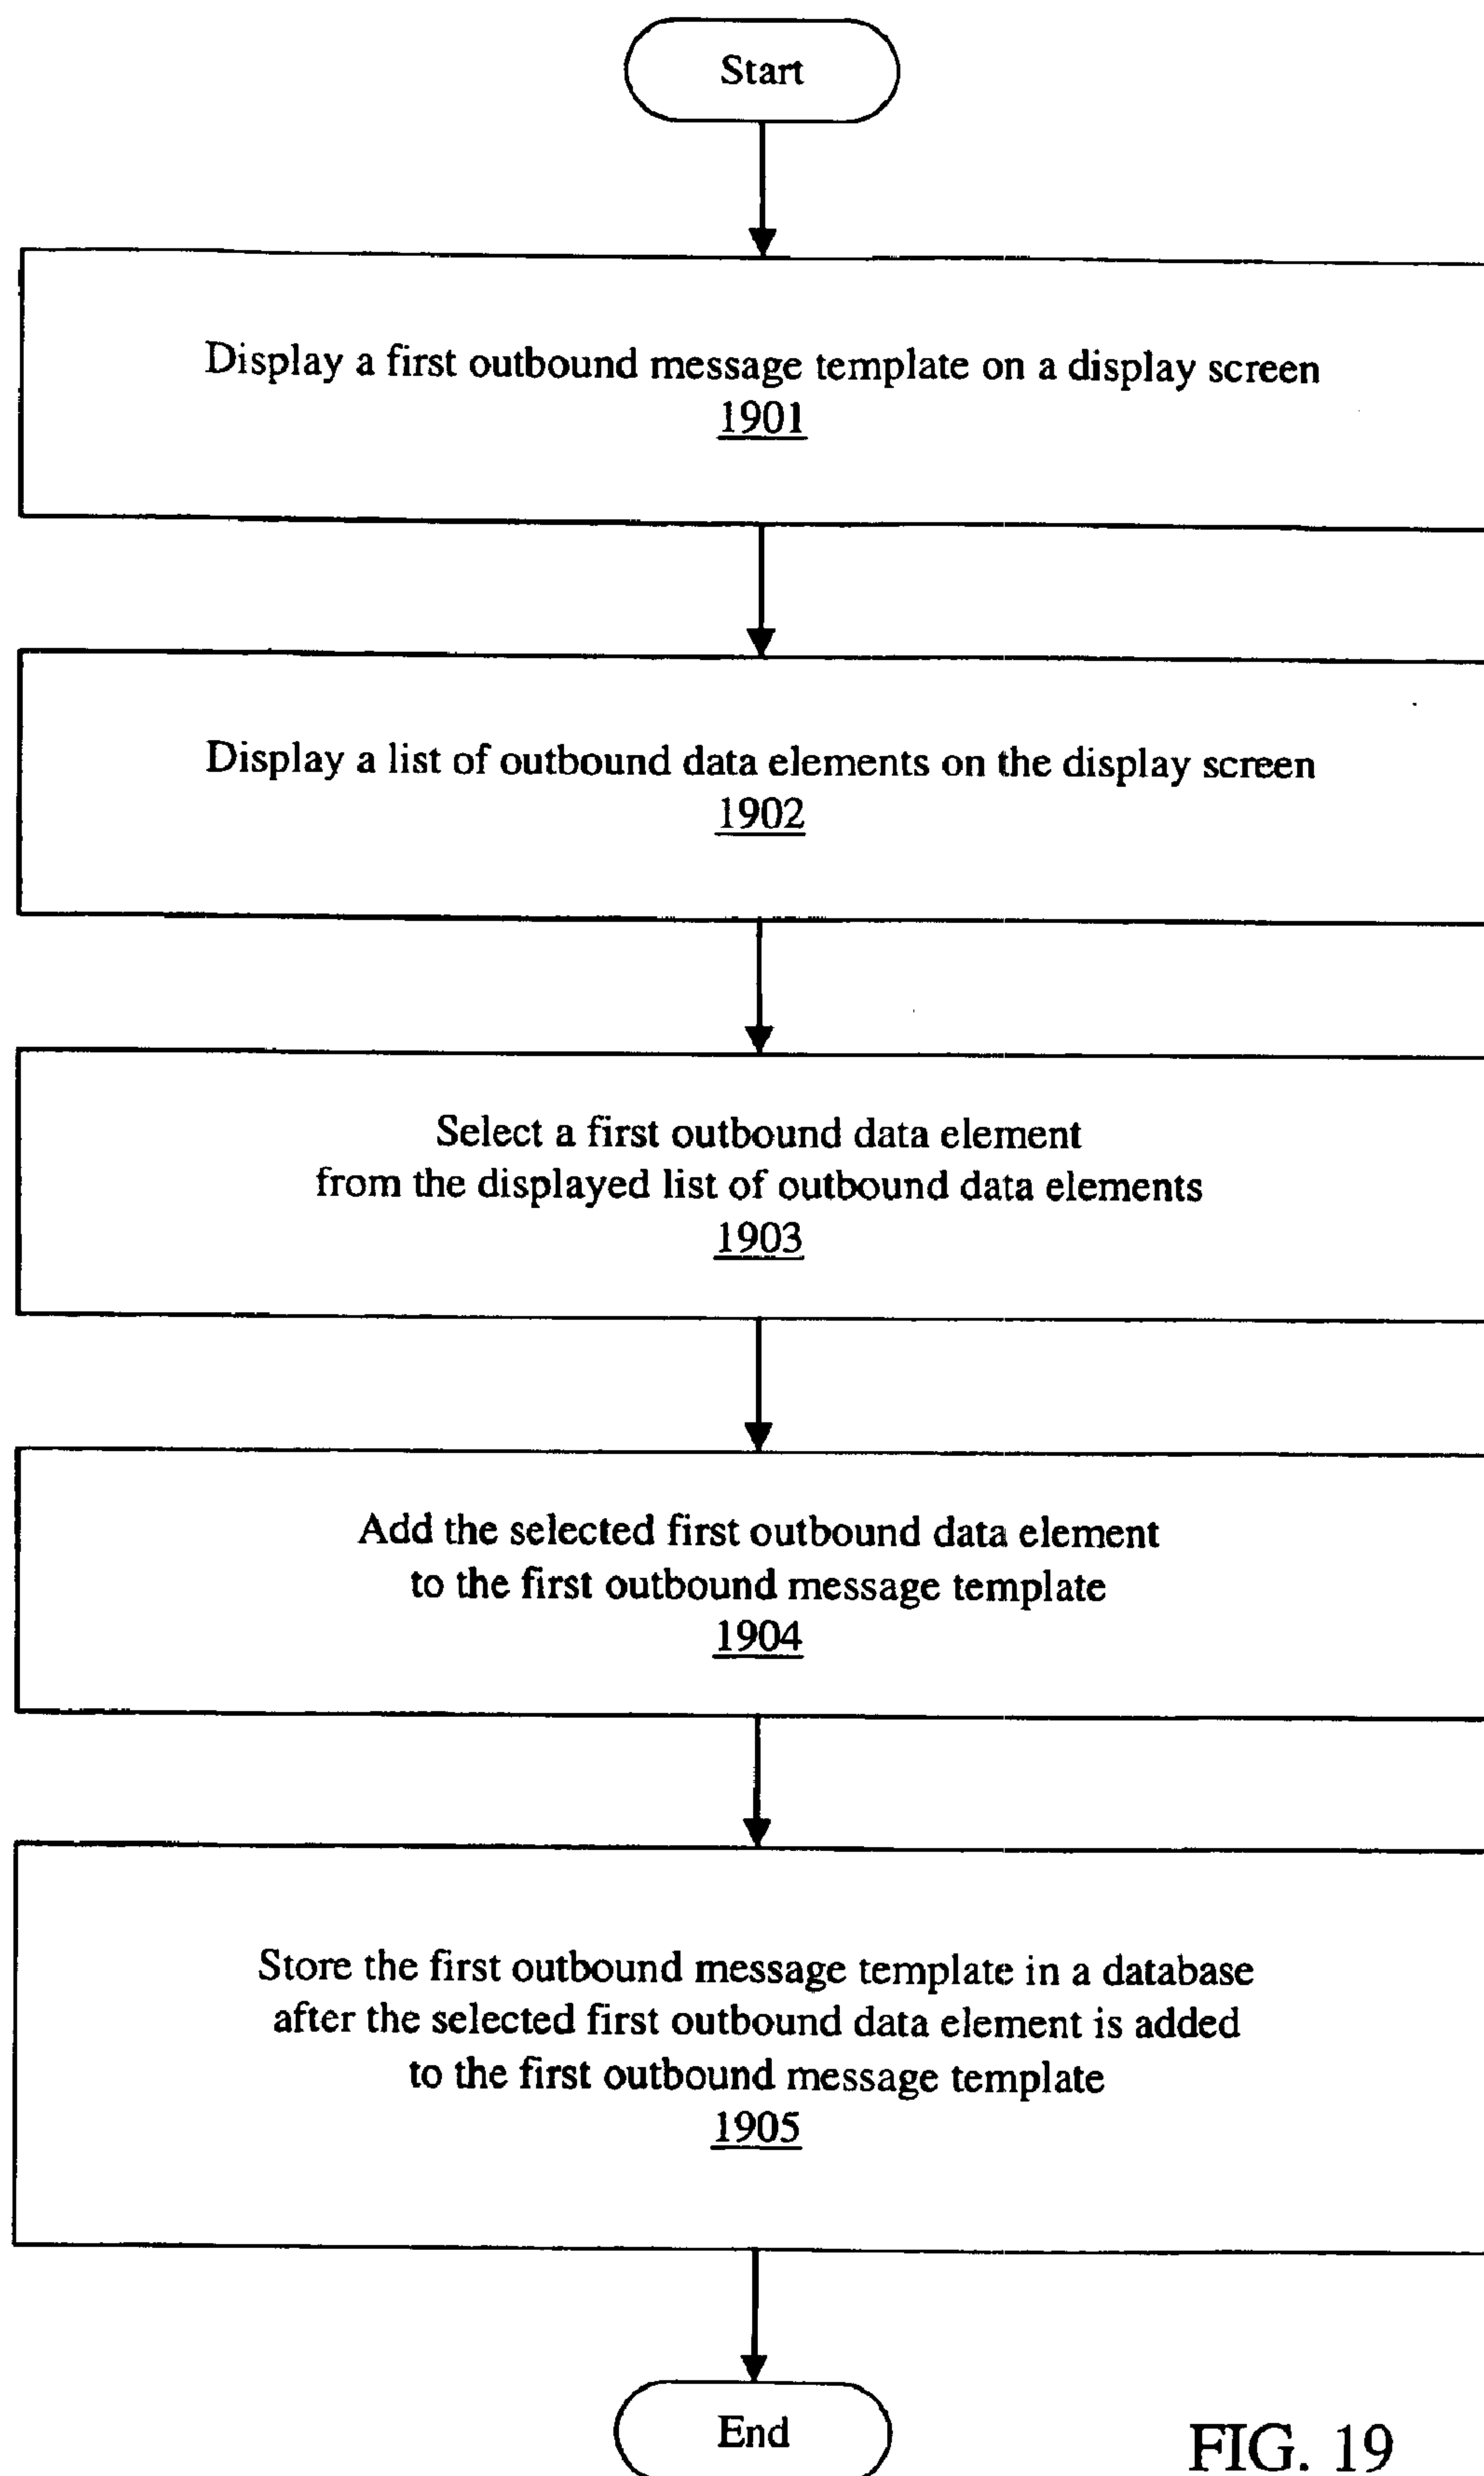 Start
Display a first outbound message template on a display screen
1901
Display a list of outbound data elements on the display screen
1902
Select a first outbound data element
from the displayed list of outbound data elements
1903
Add the selected first outbound data element
to the first outbound message template
1904
Store the first outbound message template in a database
after the selected first outbound data element is added
to the first outbound message template
1905
End
FIG. 19